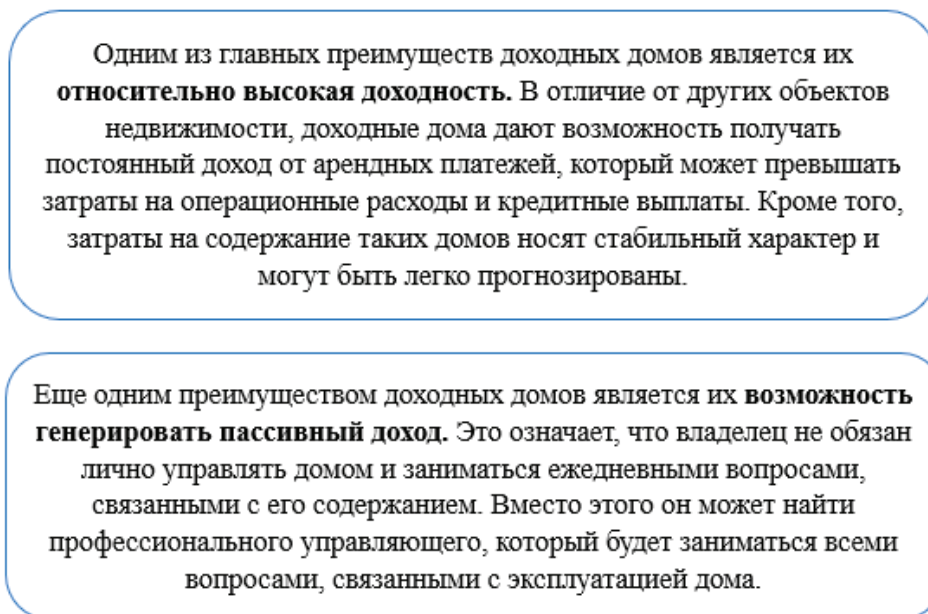 Одним из главных преимуществ доходных домов является их
относительно высокая доходность. В отличие от других объектов
недвижимости, доходные дома дают возможность получать
постоянный доход от арендных платежей, который может превышать
затраты на операционные расходы и кредитные выплаты. Кроме того,
затраты на содержание таких домов носят стабильный характер и
могут быть легко прогнозированы.
Еще одним преимуществом доходных домов является их возможность
генерировать пассивный доход. Это означает, что владелец не обязан
лично управлять домом и заниматься ежедневными вопросами,
связанными с его содержанием. Вместо этого он может найти
профессионального управляющего, который будет заниматься всеми
вопросами, связанными с эксплуатацией дома.